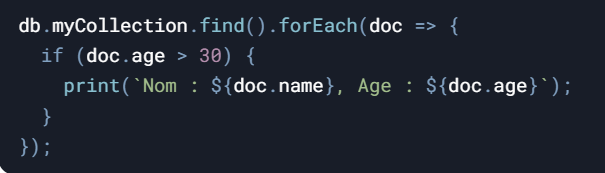 db.myCollection.find().forEach(doc => {
  if (doc.age > 30) {
    print(`Nom : ${doc.name}, Age : ${doc.age}`);
  }
});